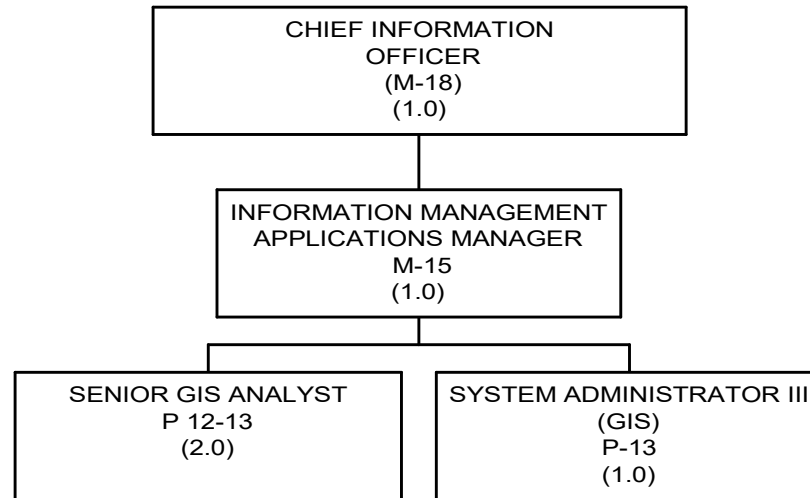 CHIEF INFORMATION
OFFICER
(M-18)
(1.0)
INFORMATION MANAGEMENT
APPLICATIONS MANAGER
M-15
(1.0)
SENIOR GIS ANALYST
P 12-13
(2.0)
SYSTEM ADMINISTRATOR III
(GIS)
P-13
(1.0)